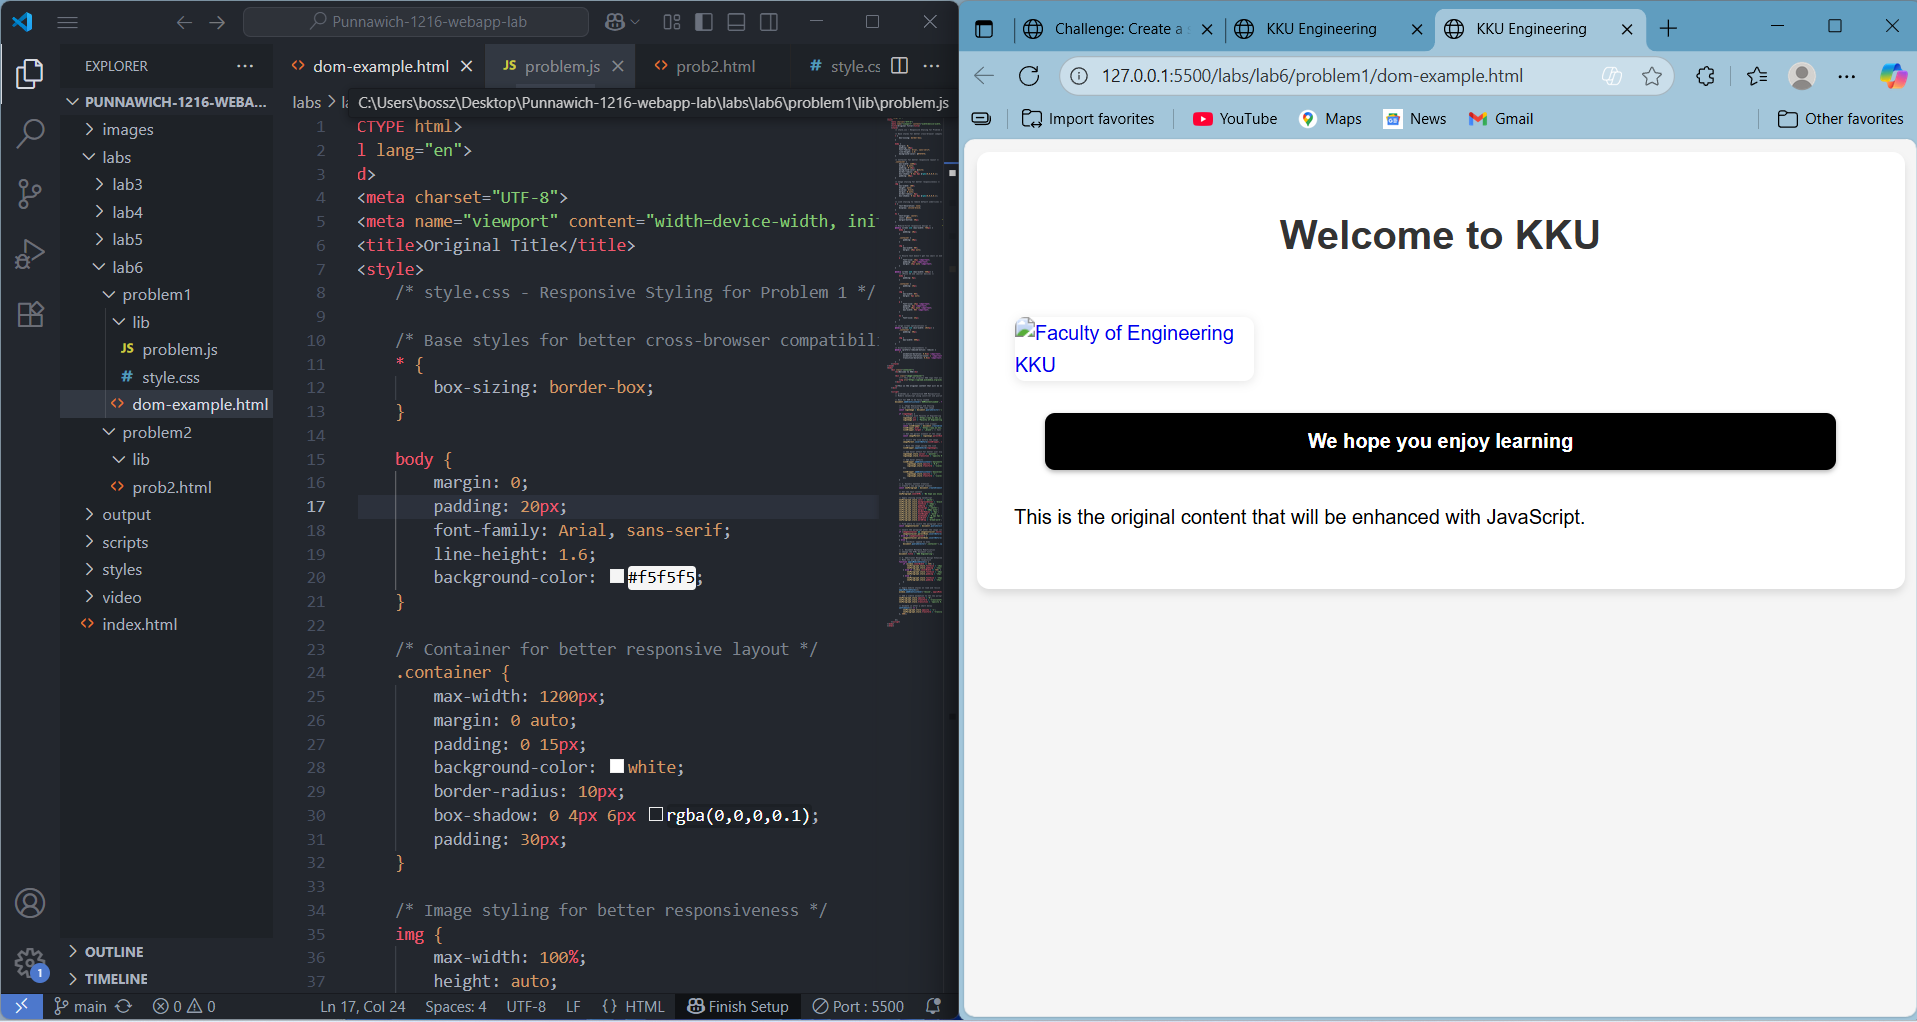 Punnawich-1216-webapp-lab
EXPLORER
PUNNAWICH-1216-WEBA...
images
labs
lab3
lab4
lab5
lab6
problem1
lib
JS problem.js
# style.css
<> dom-example.html
problem2
lib
<> prob2.html
output
scripts
styles
video
<> index.html
OUTLINE
TIMELINE
1
<> dom-example.html
JS problem.js
<> prob2.html
# style.cs
labs
C:\Users\bossz\Desktop\Punnawich-1216-webapp-lab\labs\lab6\problem1\lib\problem.js
1 CTYPE html>
2 l lang="en">
3 d>
4 <meta charset="UTF-8">
5 <meta name="viewport" content="width=device-width, ini
6 <title>Original Title</title>
7 <style>
8 /* style.css - Responsive Styling for Problem 1 */
9
10 /* Base styles for better cross-browser compatibili
11 * {
12 box-sizing: border-box;
13 }
14
15 body {
16 margin: 0;
17 padding: 20px;
18 font-family: Arial, sans-serif;
19 line-height: 1.6;
20 background-color: #f5f5f5;
21 }
22
23 /* Container for better responsive layout */
24 .container {
25 max-width: 1200px;
26 margin: 0 auto;
27 padding: 0 15px;
28 background-color: white;
29 border-radius: 10px;
30 box-shadow: 0 4px 6px rgba(0,0,0,0.1);
31 padding: 30px;
32 }
33
34 /* Image styling for better responsiveness */
35 img {
36 max-width: 100%;
37 height: auto;
main
0 0
Ln 17, Col 24
Spaces: 4
UTF-8
LF
{} HTML
Finish Setup
Port : 5500
Challenge: Create a s
KKU Engineering
KKU Engineering
127.0.0.1:5500/labs/lab6/problem1/dom-example.html
Import favorites
YouTube
Maps
News
Gmail
Other favorites
Welcome to KKU
Faculty of Engineering
KKU
We hope you enjoy learning
This is the original content that will be enhanced with JavaScript.